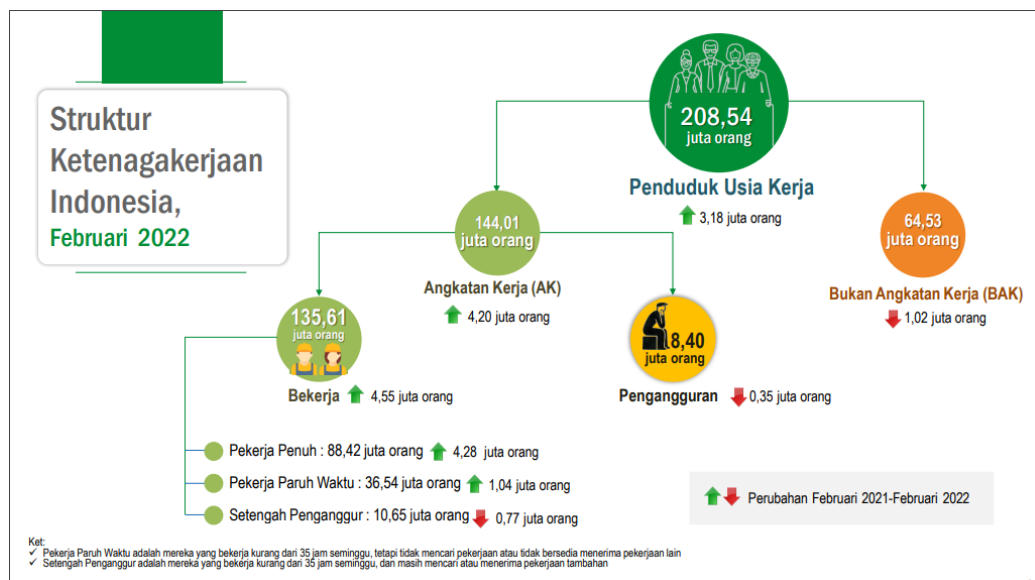 Struktur
Ketenagakerjaan
Indonesia,
Februari 2022
208,54
juta orang
Penduduk Usia Kerja
3,18 juta orang
144,01
juta orang
Angkatan Kerja (AK)
4,20 juta orang
64,53
juta orang
Bukan Angkatan Kerja (BAK)
1,02 juta orang
135,61
juta orang
Bekerja
4,55 juta orang
8,40
juta orang
Pengangguran
0,35 juta orang
Pekerja Penuh : 88,42 juta orang 4,28 juta orang
Pekerja Paruh Waktu : 36,54 juta orang 1,04 juta orang
Setengah Penganggur : 10,65 juta orang 0,77 juta orang
Perubahan Februari 2021-Februari 2022
Ket:
✓ Pekerja Paruh Waktu adalah mereka yang bekerja kurang dari 35 jam seminggu, tetapi tidak mencari pekerjaan atau tidak bersedia menerima pekerjaan lain
✓ Setengah Penganggur adalah mereka yang bekerja kurang dari 35 jam seminggu, dan masih mencari atau menerima pekerjaan tambahan